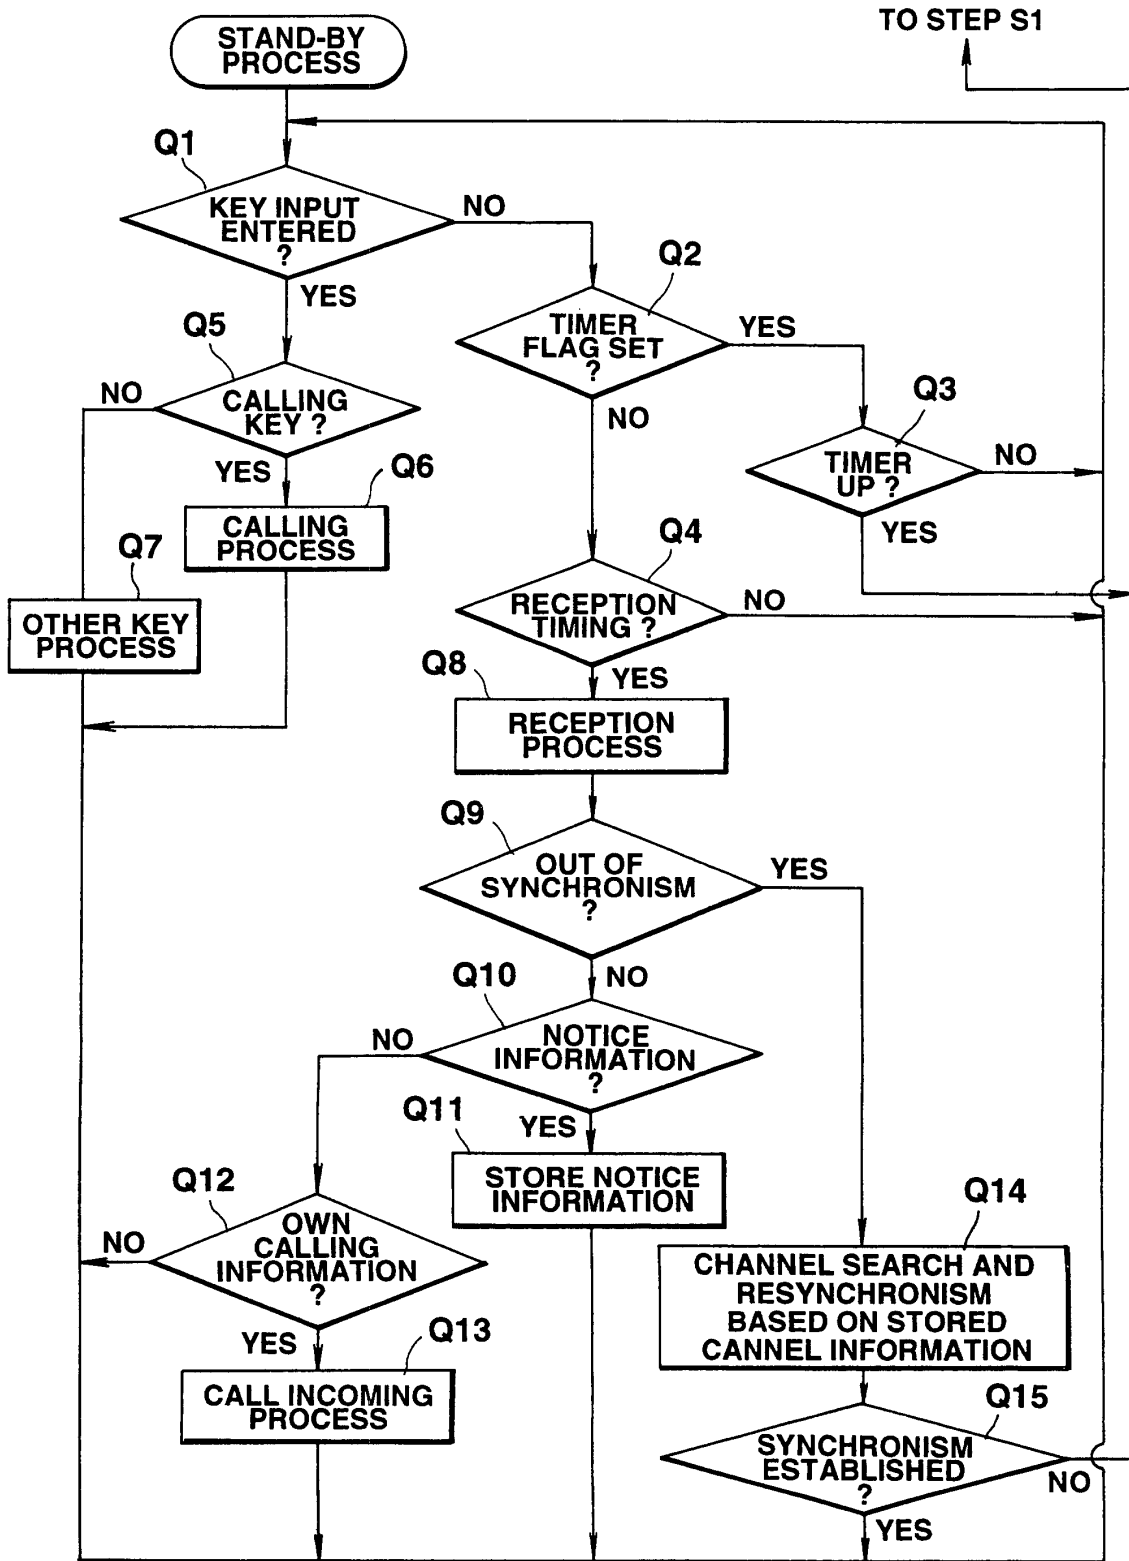 TO STEP S1
STAND-BY
PROCESS
Q1
KEY INPUT
ENTERED
?
NO
YES
Q2
TIMER
FLAG SET
?
YES
NO
Q5
CALLING
KEY ?
NO
YES
Q3
TIMER
UP ?
NO
YES
Q6
CALLING
PROCESS
Q7
OTHER KEY
PROCESS
Q4
RECEPTION
TIMING ?
NO
YES
Q8
RECEPTION
PROCESS
Q9
OUT OF
SYNCHRONISM
?
YES
NO
Q10
NOTICE
INFORMATION
?
NO
YES
Q11
STORE NOTICE
INFORMATION
Q12
OWN
CALLING
INFORMATION
?
NO
YES
Q13
CALL INCOMING
PROCESS
Q14
CHANNEL SEARCH AND
RESYNCHRONISM
BASED ON STORED
CANNEL INFORMATION
Q15
SYNCHRONISM
ESTABLISHED
?
NO
YES